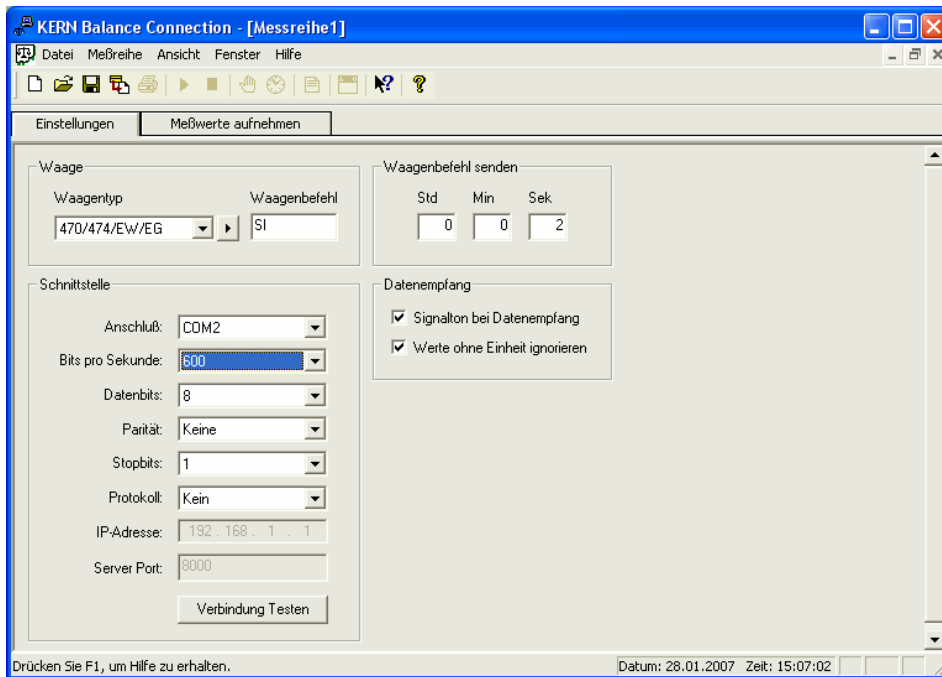 KERN Balance Connection - [Messreihe1]
Datei Meßreihe Ansicht Fenster Hilfe
Einstellungen Meßwerte aufnehmen
Waage
Waagentyp Waagenbefehl
470/474/EW/EG SI
Waagenbefehl senden
Std Min Sek
0 0 2
Schnittstelle
Anschluß: COM2
Bits pro Sekunde: 600
Datenbits: 8
Parität: Keine
Stopbits: 1
Protokoll: Kein
IP-Adresse: 192 . 168 . 1 . 1
Server Port: 8000
Verbindung Testen
Datenempfang
Signalton bei Datenempfang
Werte ohne Einheit ignorieren
Drücken Sie F1, um Hilfe zu erhalten. Datum: 28.01.2007 Zeit: 15:07:02